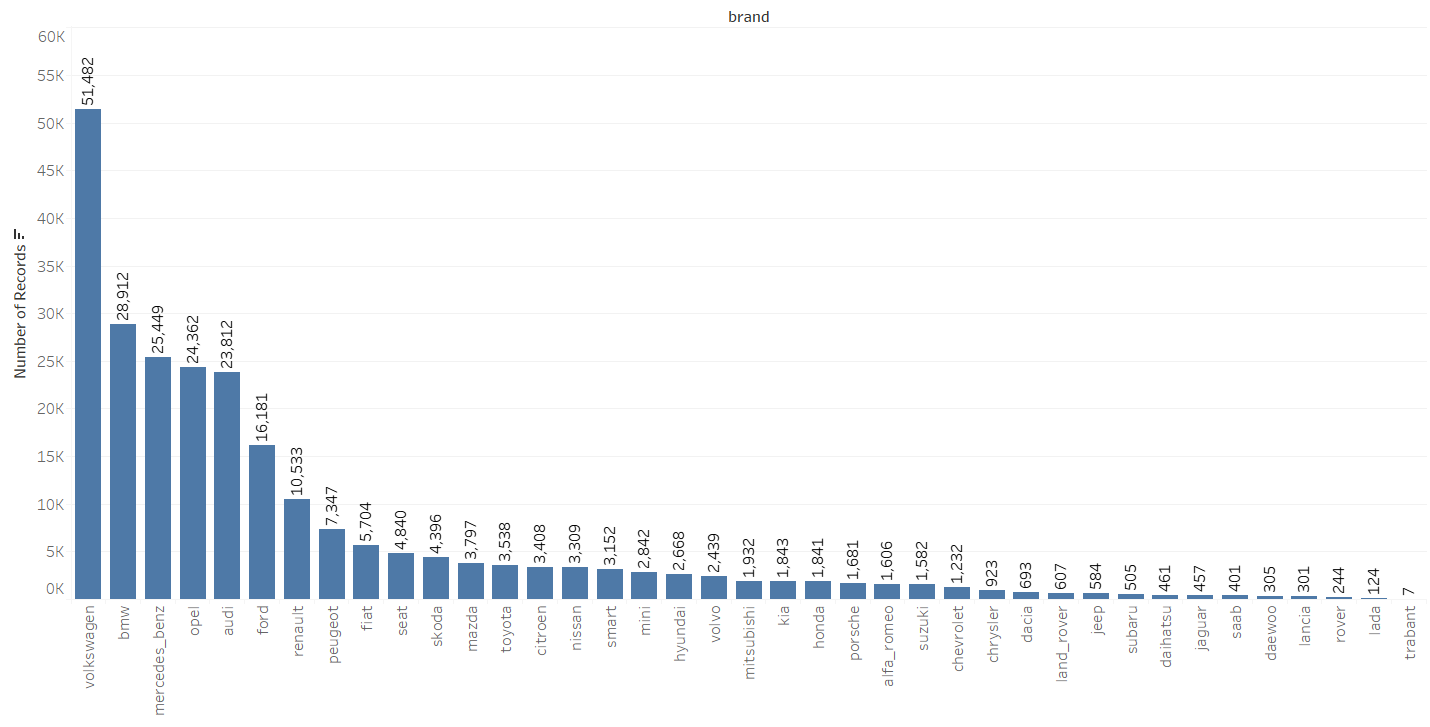 brand
Number of Records
60K
55K
50K
45K
40K
35K
30K
25K
20K
15K
10K
5K
0K
51,482
28,912
25,449
24,362
23,812
16,181
10,533
7,347
5,704
4,840
4,396
3,797
3,538
3,408
3,309
3,152
2,842
2,668
2,439
1,932
1,843
1,841
1,681
1,606
1,582
1,232
923
693
607
584
505
461
457
401
305
301
244
124
7
volkswagen
bmw
mercedes_benz
opel
audi
ford
renault
peugeot
fiat
seat
skoda
mazda
toyota
citroen
nissan
smart
mini
hyundai
volvo
mitsubishi
kia
honda
porsche
alfa_romeo
suzuki
chevrolet
chrysler
dacia
land_rover
jeep
subaru
daihatsu
jaguar
saab
daewoo
lancia
rover
lada
trabant